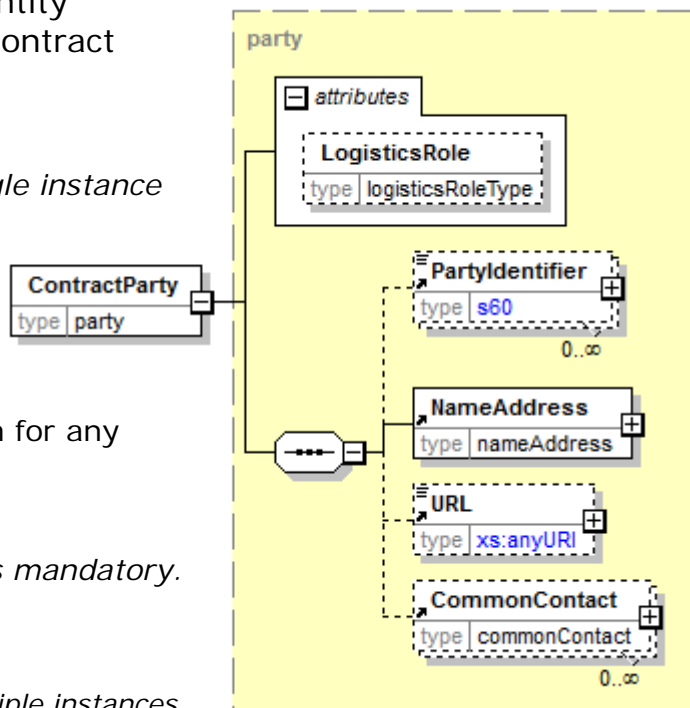 ntity
ontract
gle instance
n for any
s mandatory.
iple instances
party
attributes
LogisticsRole
type logisticsRoleType
ContractParty
type party
PartyIdentifier
type s60
0..∞
NameAddress
type nameAddress
URL
type xs:anyURI
CommonContact
type commonContact
0..∞